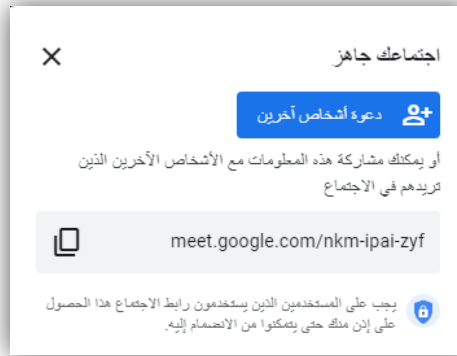 اجتماعك جاهز
دعوة أشخاص آخرين
أو يمكنك مشاركة هذه المعلومات مع الأشخاص الآخرين الذين
تريدهم في الاجتماع
meet.google.com/nkm-ipai-zyf
يجب على المستخدمين الذين يستخدمون رابط الاجتماع هذا الحصول
على إذن منك حتى يتمكنوا من الانضمام إليه.